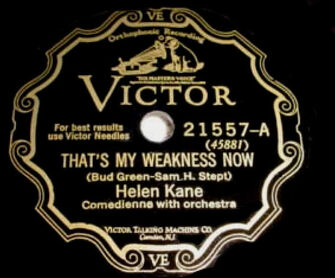 VE
Orthophonic Recording
"HIS MASTER'S VOICE"
VICTOR
For best results
use Victor Needles
21557-A
(45881)
THAT'S MY WEAKNESS NOW
(Bud Green-Sam. H. Stept)
Helen Kane
Comedienne with orchestra
VICTOR TALKING MACHINE CO.
Camden, N.J.
VE